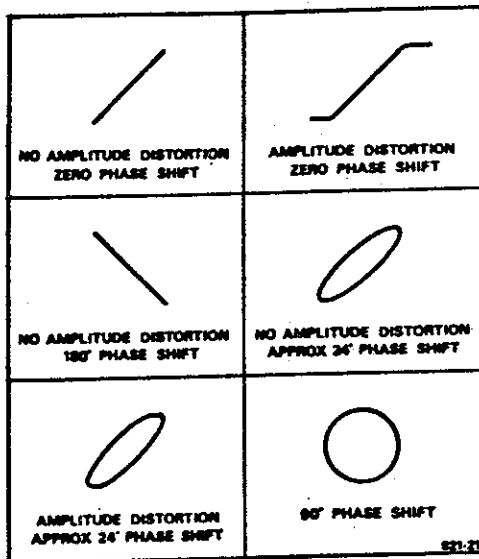 NO AMPLITUDE DISTORTION
ZERO PHASE SHIFT
AMPLITUDE DISTORTION
ZERO PHASE SHIFT
NO AMPLITUDE DISTORTION
180° PHASE SHIFT
NO AMPLITUDE DISTORTION
APPROX 24° PHASE SHIFT
AMPLITUDE DISTORTION
APPROX 24° PHASE SHIFT
90° PHASE SHIFT